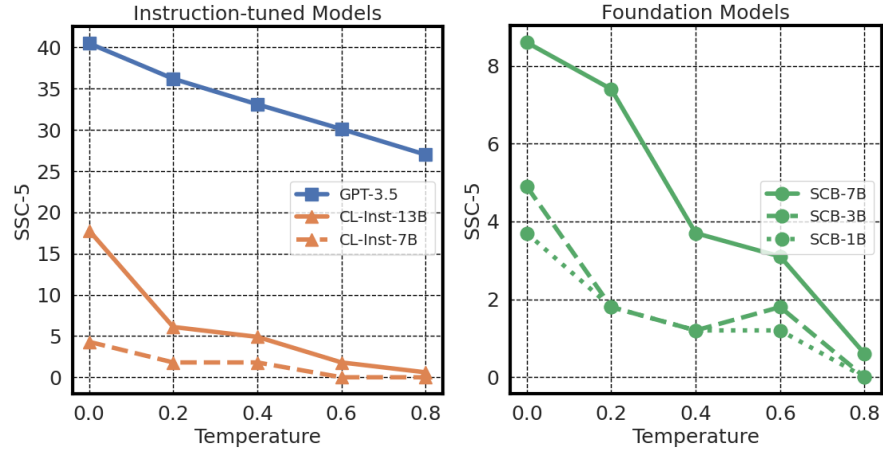 Instruction-tuned Models
SSC-5
40
35
30
25
20
15
10
5
0
GPT-3.5
CL-Inst-13B
CL-Inst-7B
0.0 0.2 0.4 0.6 0.8
Temperature
Foundation Models
SSC-5
8
6
4
2
0
SCB-7B
SCB-3B
SCB-1B
0.0 0.2 0.4 0.6 0.8
Temperature